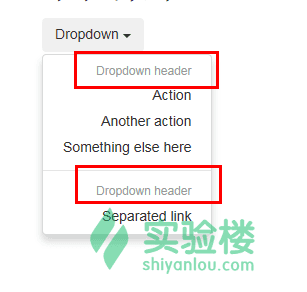 Dropdown
Dropdown header
Action
Another action
Something else here
Dropdown header
Separated link
实验楼
shiyanlou.com